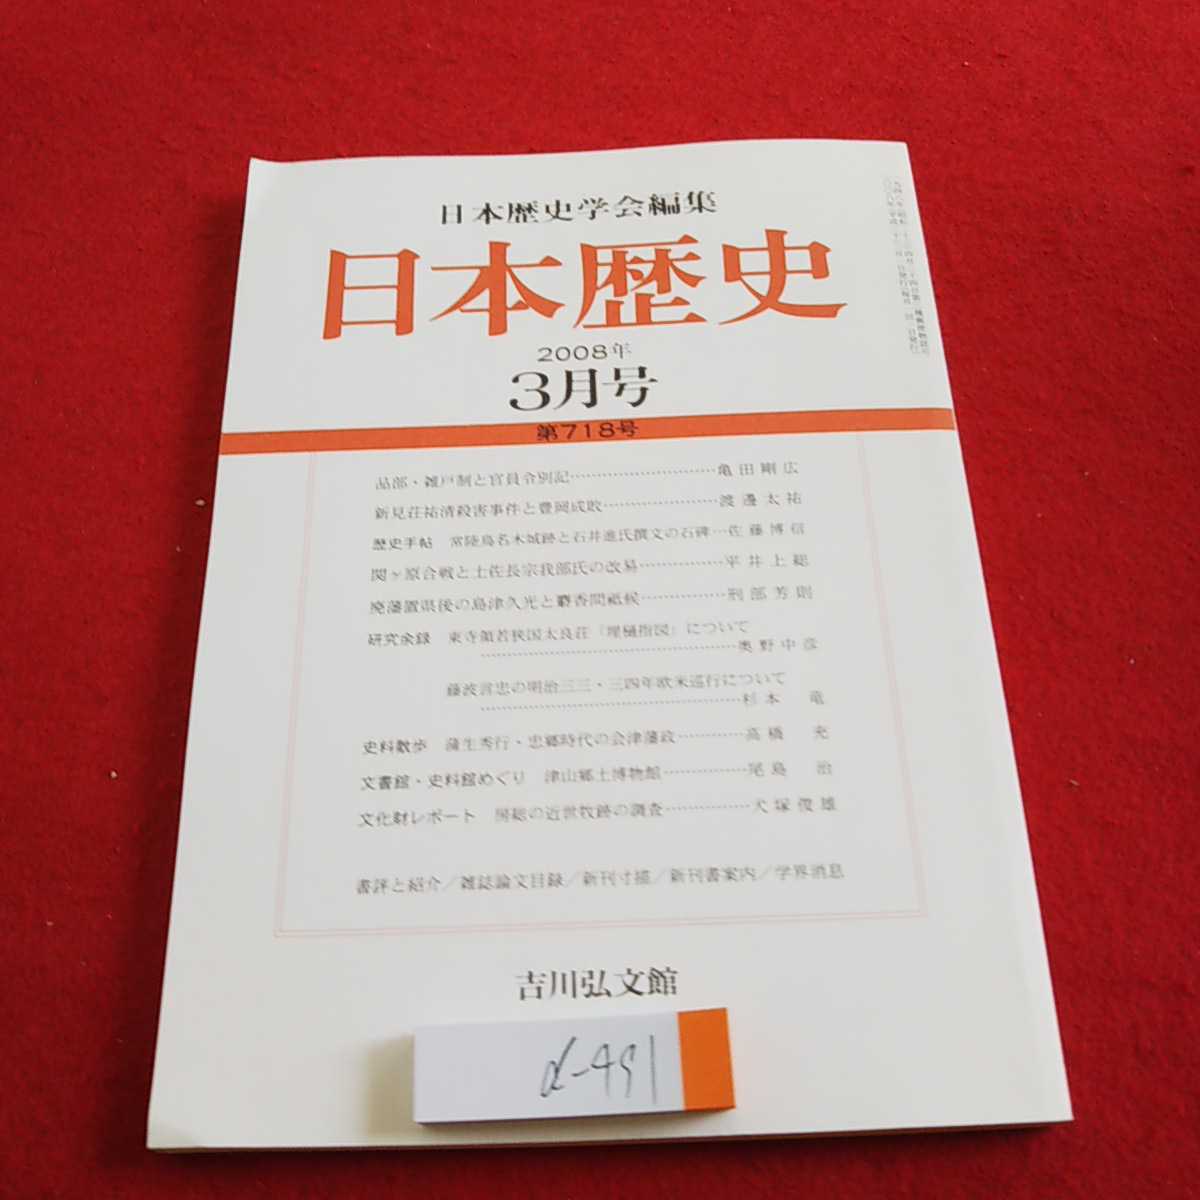 日本歴史学会編集
日本歴史
2008年
3月号
第718号
品部・雑戸制と官員令別記…………………………亀田剛広
新見荘祐清殺害事件と豊岡成敗……………………渡邊太祐
歴史手帖 常陸島名木城跡と石井進氏撰文の石碑…佐藤博信
関ヶ原合戦と土佐長宗我部氏の改易………………平井上総
廃藩置県後の島津久光と麝香間祗候………………刑部芳則
研究余録 東寺領若狭国太良荘「埋樋指図」について
………………………………………………奥野中彦
藤波言忠の明治三三・三四年欧米巡行について
………………………………………………杉本 竜
史料散歩 蒲生秀行・忠郷時代の会津藩政…………高橋 充
文書館・史料館めぐり 津山郷土博物館……………尾島 治
文化財レポート 房総の近世牧跡の調査……………犬塚俊雄
書評と紹介／雑誌論文目録／新刊寸描／新刊書案内／学界消息
吉川弘文館
d-491